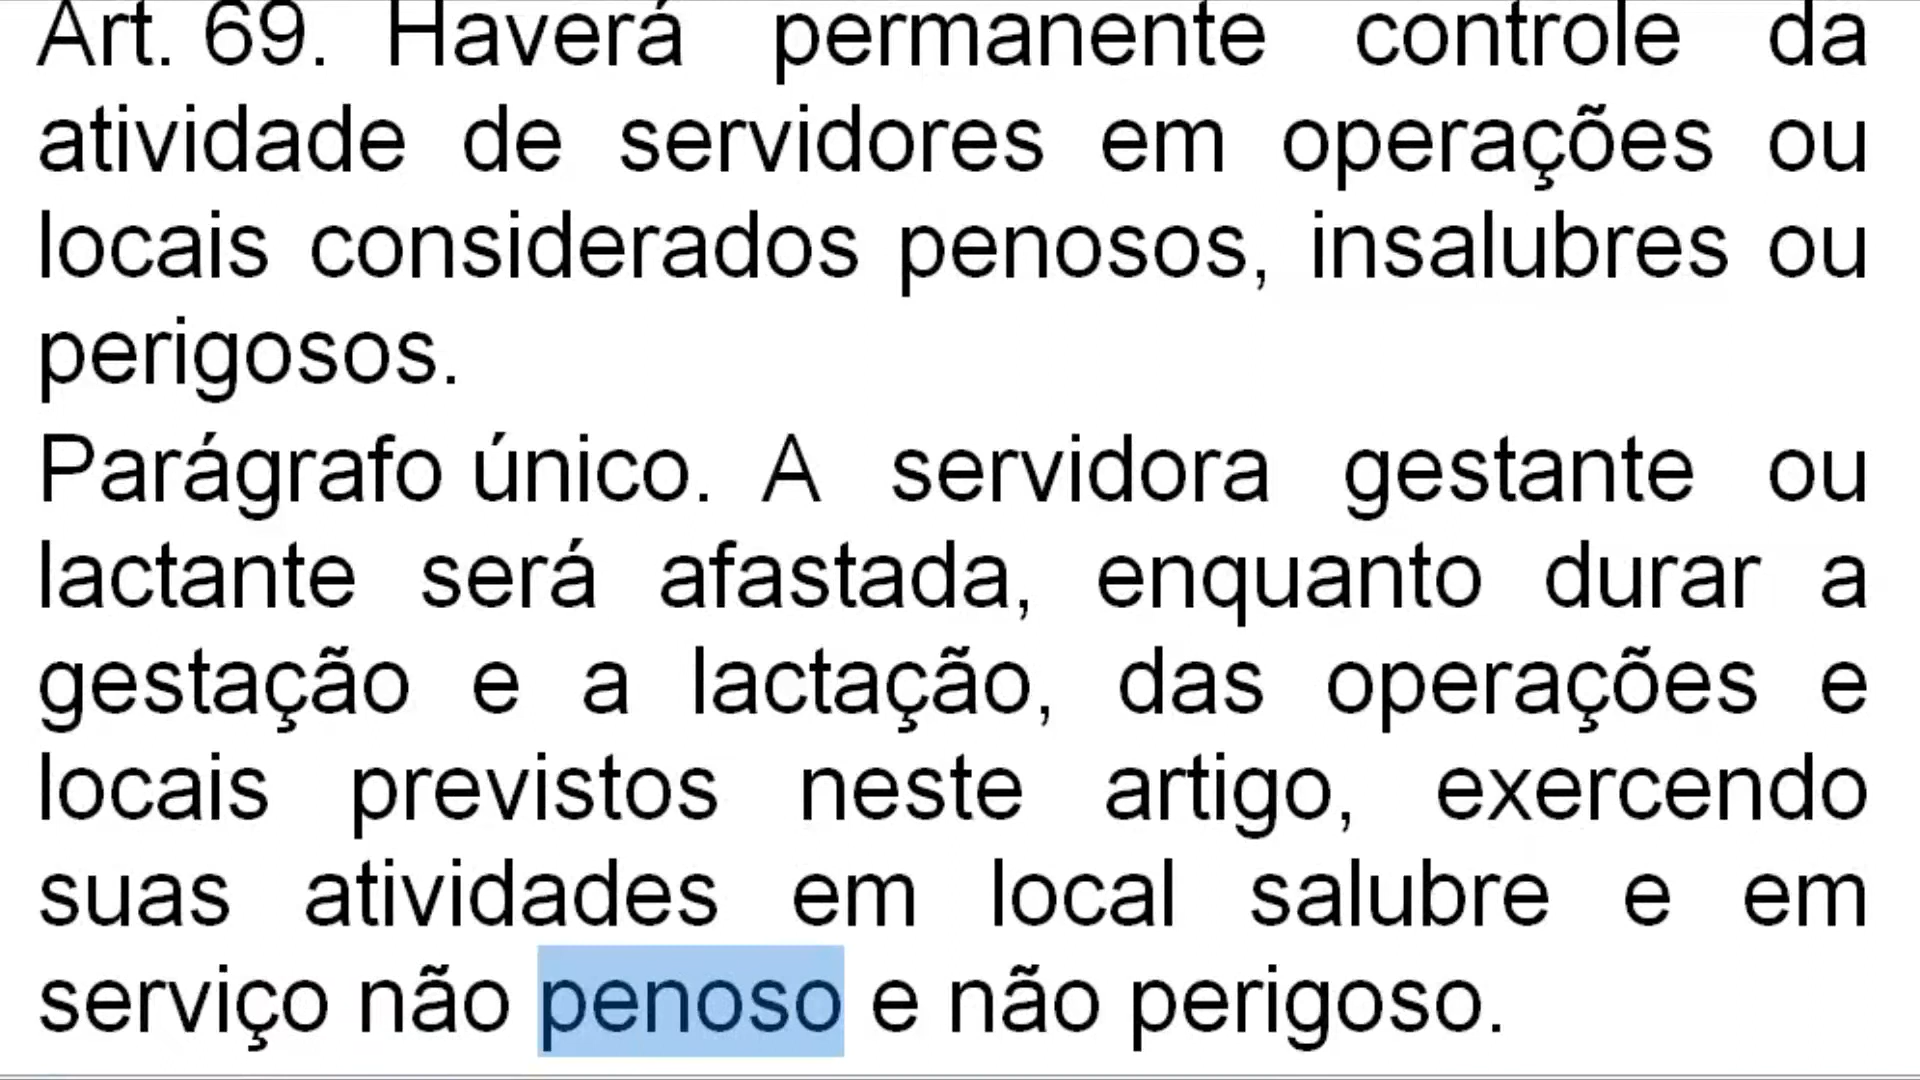 Art. 69. Haverá permanente controle da
atividade de servidores em operações ou
locais considerados penosos, insalubres ou
perigosos.
Parágrafo único. A servidora gestante ou
lactante será afastada, enquanto durar a
gestação e a lactação, das operações e
locais previstos neste artigo, exercendo
suas atividades em local salubre e em
serviço não penoso e não perigoso.